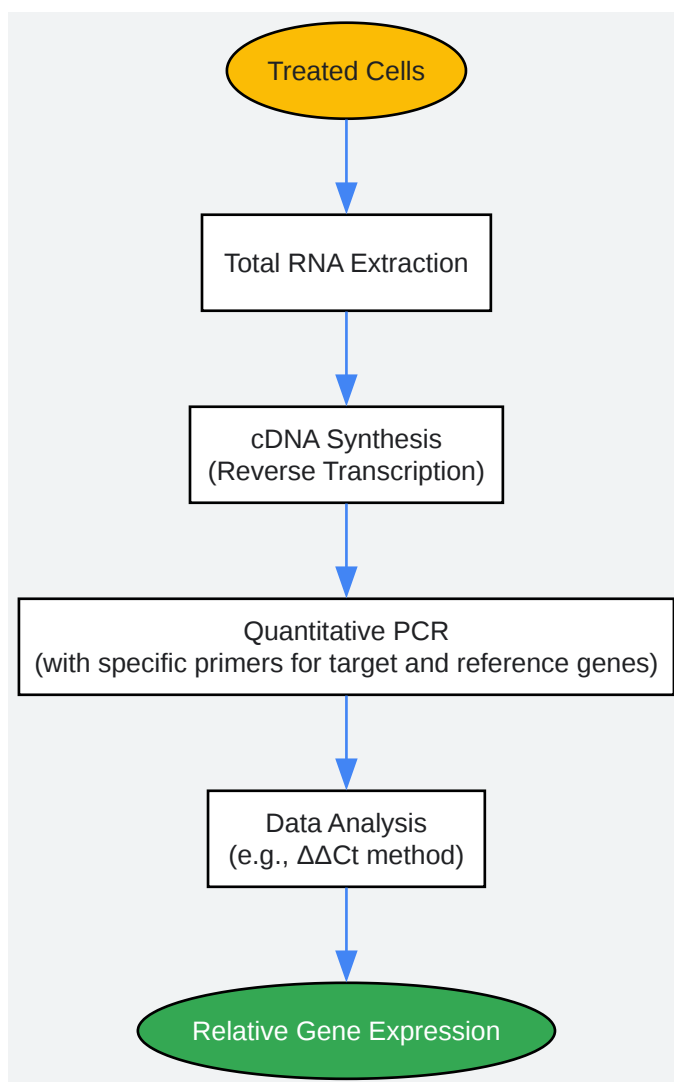 Treated Cells
Total RNA Extraction
cDNA Synthesis
(Reverse Transcription)
Quantitative PCR
(with specific primers for target and reference genes)
Data Analysis
(e.g., ΔΔCt method)
Relative Gene Expression